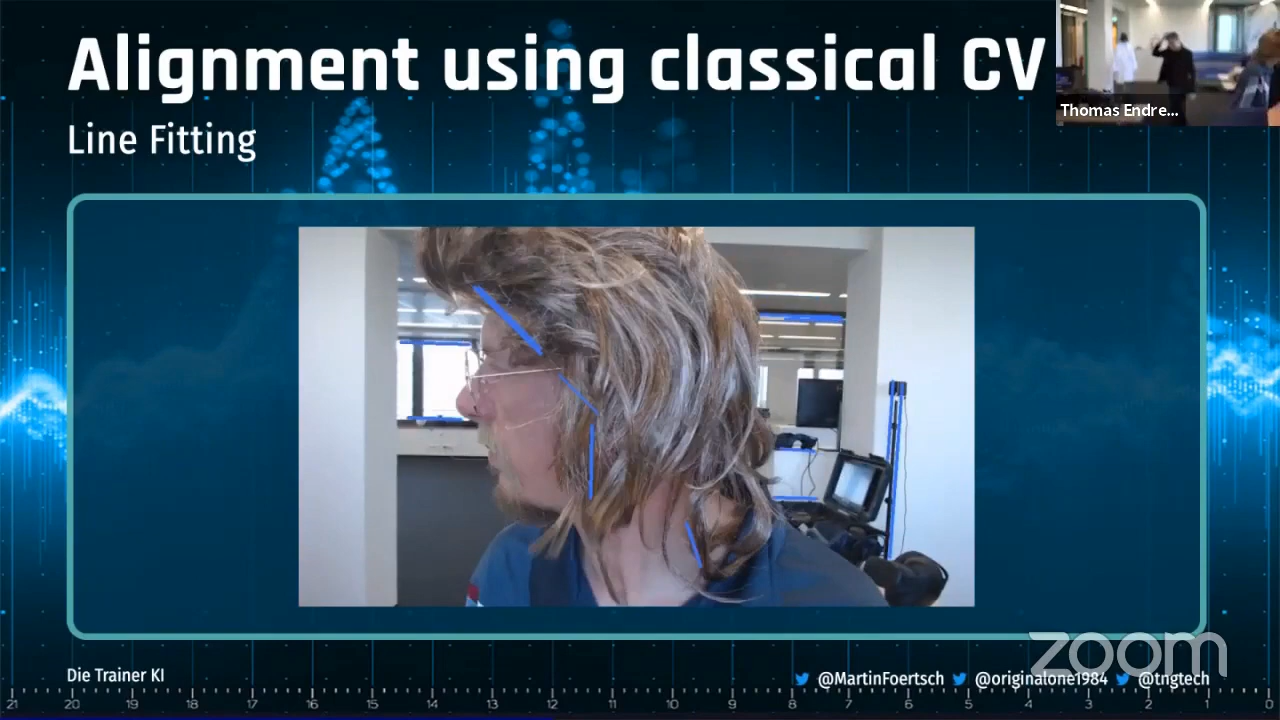 Alignment using classical CV
Thomas Endre...
Line Fitting
zoom
Die Trainer KI
@MartinFoertsch @originalone1984 @tngtech
21 20 19 18 17 16 15 14 13 12 11 10 9 8 7 6 5 4 3 2 1 0